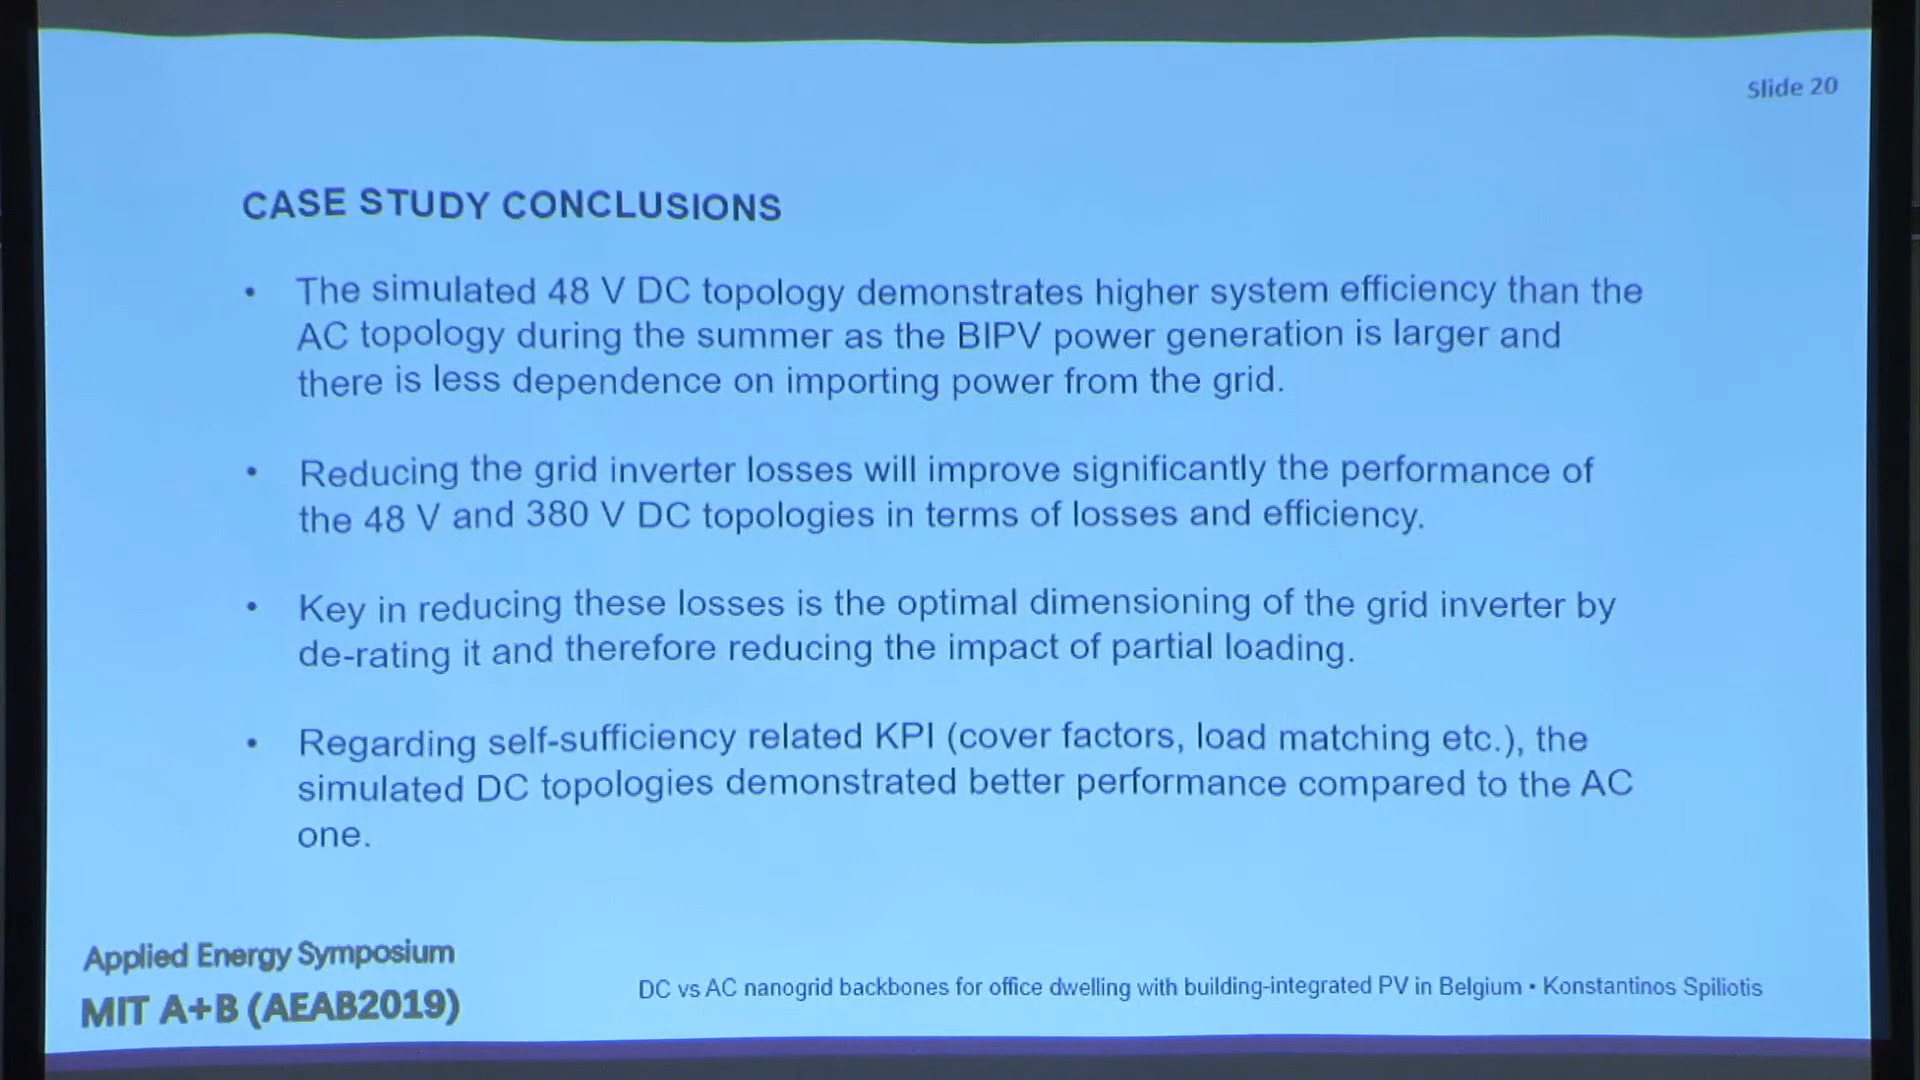 Slide 20
CASE STUDY CONCLUSIONS
• The simulated 48 V DC topology demonstrates higher system efficiency than the
AC topology during the summer as the BIPV power generation is larger and
there is less dependence on importing power from the grid.
• Reducing the grid inverter losses will improve significantly the performance of
the 48 V and 380 V DC topologies in terms of losses and efficiency.
• Key in reducing these losses is the optimal dimensioning of the grid inverter by
de-rating it and therefore reducing the impact of partial loading.
• Regarding self-sufficiency related KPI (cover factors, load matching etc.), the
simulated DC topologies demonstrated better performance compared to the AC
one.
Applied Energy Symposium
MIT A+B (AEAB2019)
DC vs AC nanogrid backbones for office dwelling with building-integrated PV in Belgium • Konstantinos Spiliotis